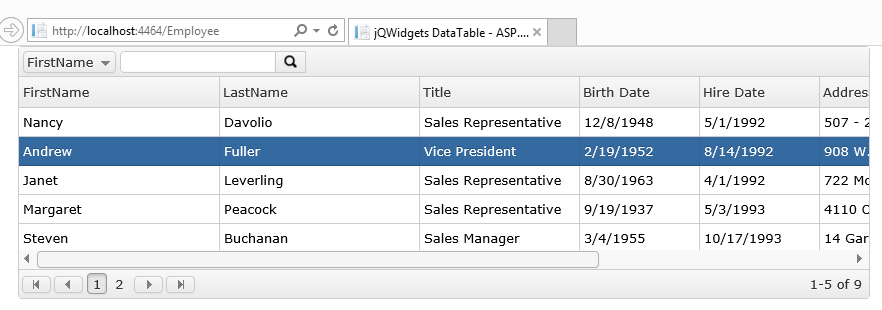 http://localhost:4464/Employee jQWidgets DataTable - ASP....
FirstName
FirstName LastName Title Birth Date Hire Date Addres
Nancy Davolio Sales Representative 12/8/1948 5/1/1992 507 - 2
Andrew Fuller Vice President 2/19/1952 8/14/1992 908 W.
Janet Leverling Sales Representative 8/30/1963 4/1/1992 722 Mo
Margaret Peacock Sales Representative 9/19/1937 5/3/1993 4110 O
Steven Buchanan Sales Manager 3/4/1955 10/17/1993 14 Gar
1 2 1-5 of 9